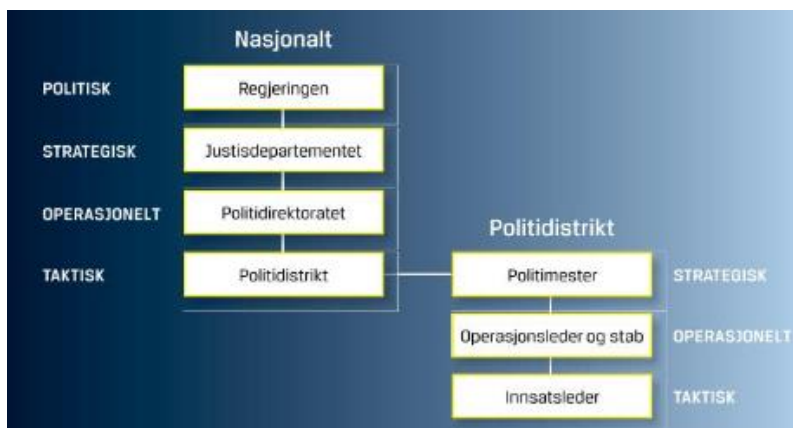 Nasjonalt
POLITISK
Regjeringen
STRATEGISK
Justisdepartementet
OPERASJONELT
Politidirektoratet
TAKTISK
Politidistrikt
Politidistrikt
Politimester
STRATEGISK
Operasjonsleder og stab
OPERASJONELT
Innsatsleder
TAKTISK